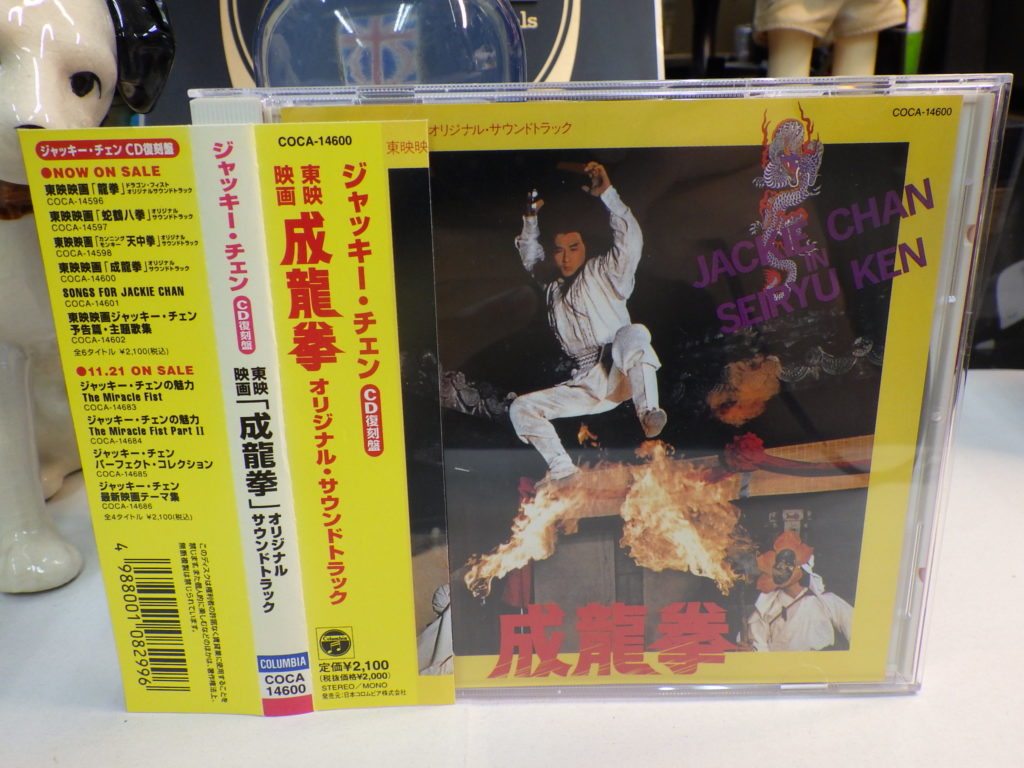 ジャッキー・チェン CD復刻盤
●NOW ON SALE
東映映画「龍拳」ドラゴン・フィスト オリジナルサウンドトラック
COCA-14596
東映映画「蛇鶴八拳」オリジナル サウンドトラック
COCA-14597
東映映画「カンニング モンキー 天中拳」オリジナル サウンドトラック
COCA-14598
東映映画「成龍拳」オリジナル サウンドトラック
COCA-14600
SONGS FOR JACKIE CHAN
COCA-14601
東映映画ジャッキー・チェン
予告篇・主題歌集
COCA-14602
全6タイトル ¥2,100(税込)
●11.21 ON SALE
ジャッキー・チェンの魅力
The Miracle Fist
COCA-14683
ジャッキー・チェンの魅力
The Miracle Fist Part II
COCA-14684
ジャッキー・チェン
パーフェクト・コレクション
COCA-14685
ジャッキー・チェン
最新映画テーマ集
COCA-14686
全4タイトル ¥2,100(税込)
4 988001 082996
ジャッキー・チェン CD復刻盤
東映映画「成龍拳」オリジナル サウンドトラック
COLUMBIA
COCA
14600
COCA-14600
ジャッキー・チェン CD復刻盤
東映映画 成龍拳 オリジナル・サウンドトラック
Columbia
定価¥2,100
(税抜価格¥2,000)
STEREO/MONO
発売元:日本コロムビア株式会社
オリジナル・サウンドトラック
東映映
COCA-14600
JACKIE CHAN
IN
SEIRYU KEN
成龍拳
ls